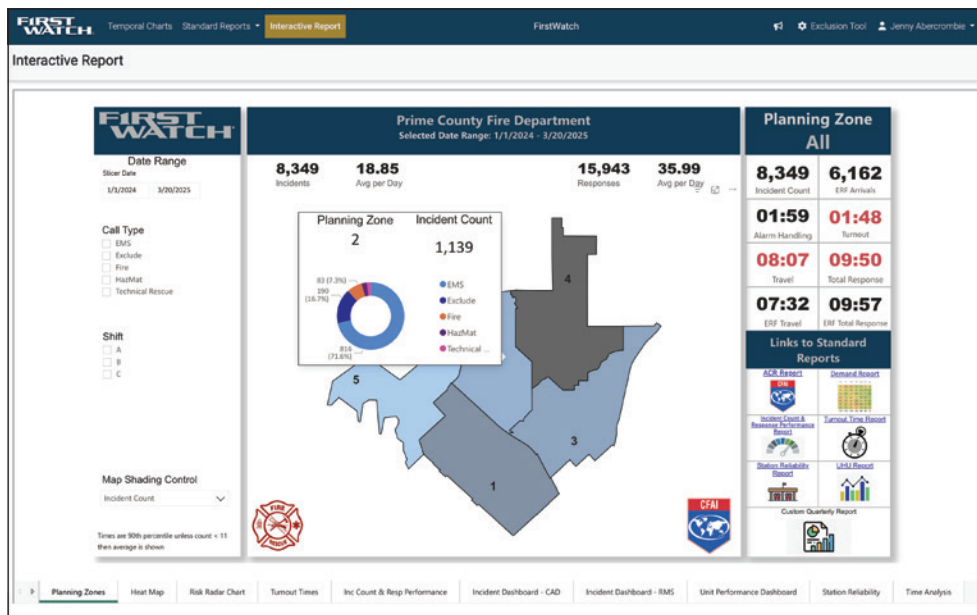 FIRST WATCH
Temporal Charts Standard Reports Interactive Report FirstWatch Exclusion Tool Jenny Abercrombie
Interactive Report
FIRST WATCH
Date Range
Slicer Date
1/1/2024 3/20/2025
Call Type
EMS
Exclude
Fire
HazMat
Technical Rescue
Shift
A
B
C
Map Shading Control
Incident Count
Times are 90th percentile unless count < 11
then average is shown
Prime County Fire Department
Selected Date Range: 1/1/2024 - 3/20/2025
8,349 18.85 15,943 35.99
Incidents Avg per Day Responses Avg per Day
Planning Zone Incident Count
2 1,139
83 (7.3%)
190
(16.7%)
816
(71.6%)
EMS
Exclude
Fire
HazMat
Technical ...
4
5
3
1
FIRE
RESCUE
CFAI
Planning Zone
All
8,349 6,162
Incident Count ERF Arrivals
01:59 01:48
Alarm Handling Turnout
08:07 09:50
Travel Total Response
07:32 09:57
ERF Travel ERF Total Response
Links to Standard
Reports
ACR Report Demand Report
CFAI
Incident Count &
Response Performance
Report
Turnout Time Report
Station Reliability
Report
UHU Report
Custom Quarterly Report
Planning Zones Heat Map Risk Radar Chart Turnout Times Inc Count & Resp Performance Incident Dashboard - CAD Incident Dashboard - RMS Unit Performance Dashboard Station Reliability Time Analysis